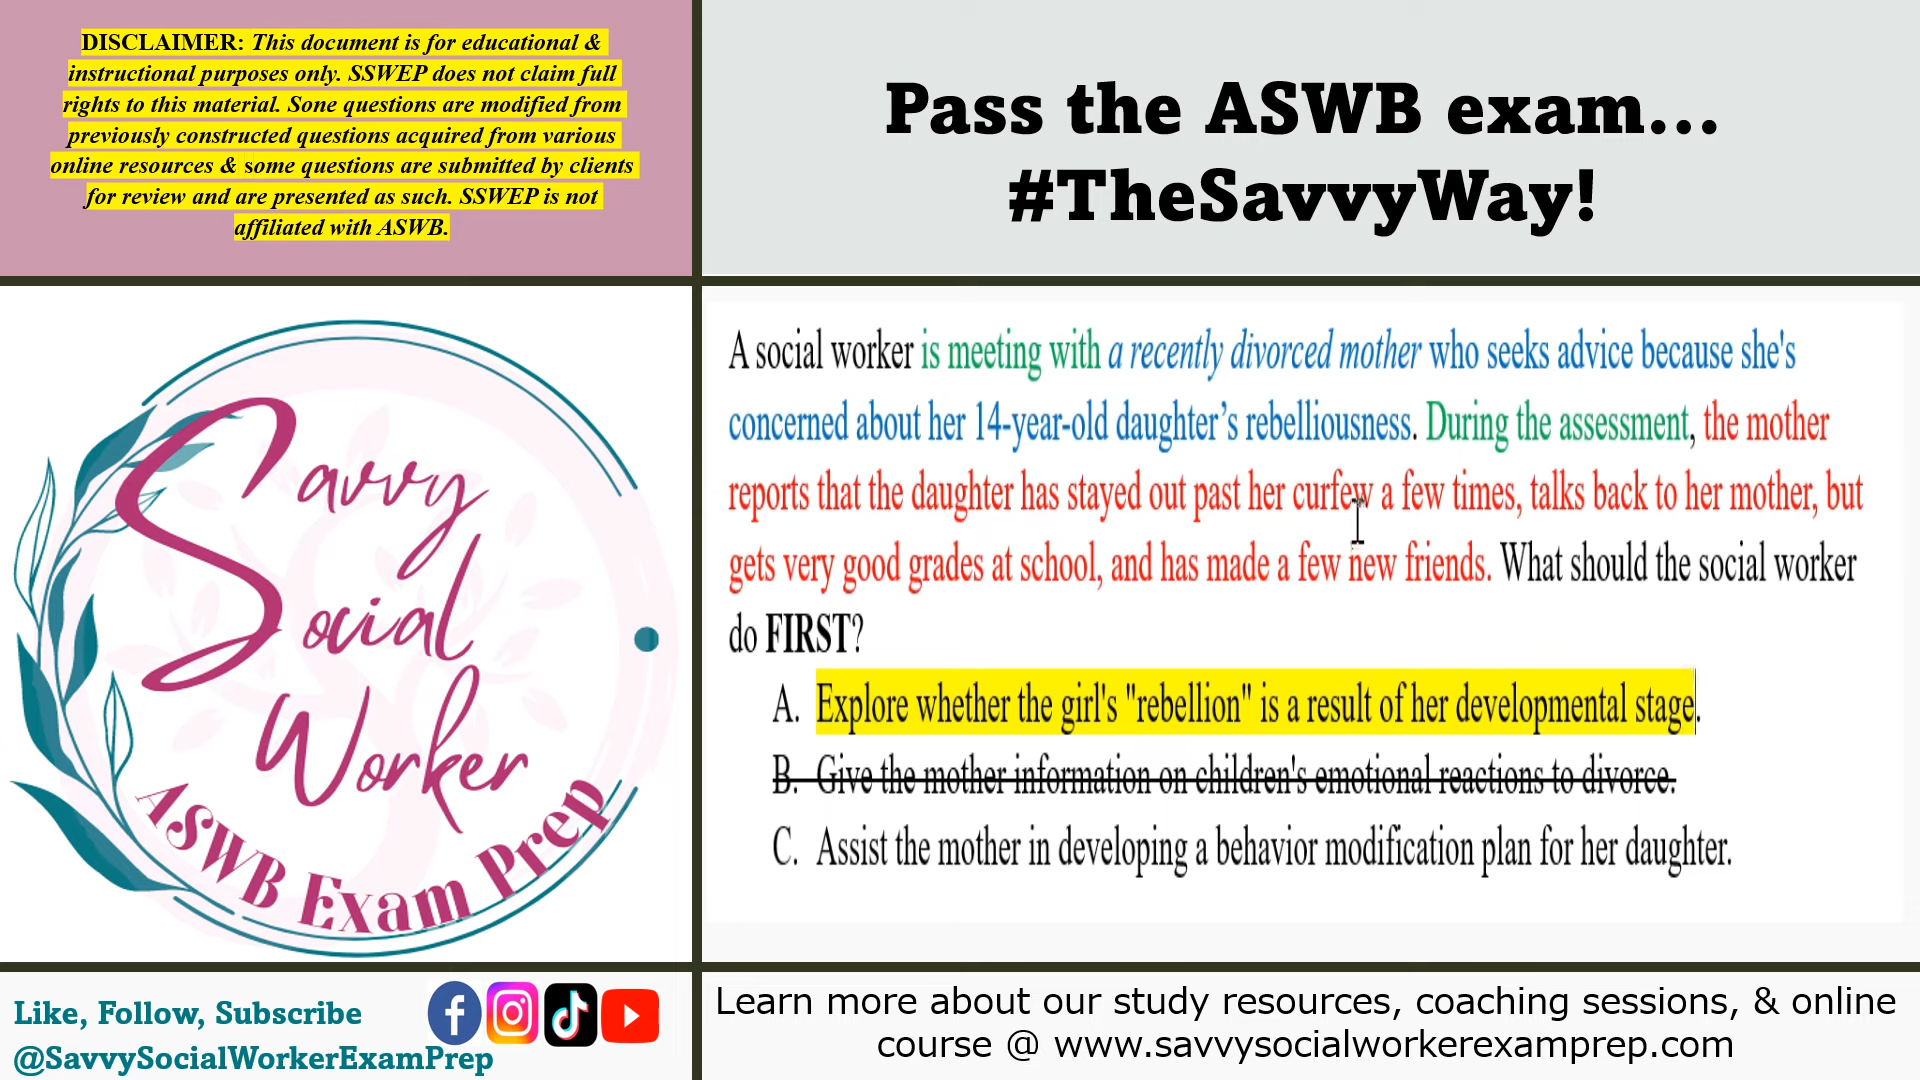 DISCLAIMER: This document is for educational &
instructional purposes only. SSWEP does not claim full
rights to this material. Sone questions are modified from
previously constructed questions acquired from various
online resources & some questions are submitted by clients
for review and are presented as such. SSWEP is not
affiliated with ASWB.
Pass the ASWB exam...
#TheSavvyWay!
Savvy
Social
Worker
ASWB Exam Prep
A social worker is meeting with a recently divorced mother who seeks advice because she's
concerned about her 14-year-old daughter’s rebelliousness. During the assessment, the mother
reports that the daughter has stayed out past her curfew a few times, talks back to her mother, but
gets very good grades at school, and has made a few new friends. What should the social worker
do FIRST?
A. Explore whether the girl's "rebellion" is a result of her developmental stage.
B. Give the mother information on children's emotional reactions to divorce.
C. Assist the mother in developing a behavior modification plan for her daughter.
Like, Follow, Subscribe
@SavvySocialWorkerExamPrep
Learn more about our study resources, coaching sessions, & online
course @ www.savvysocialworkerexamprep.com